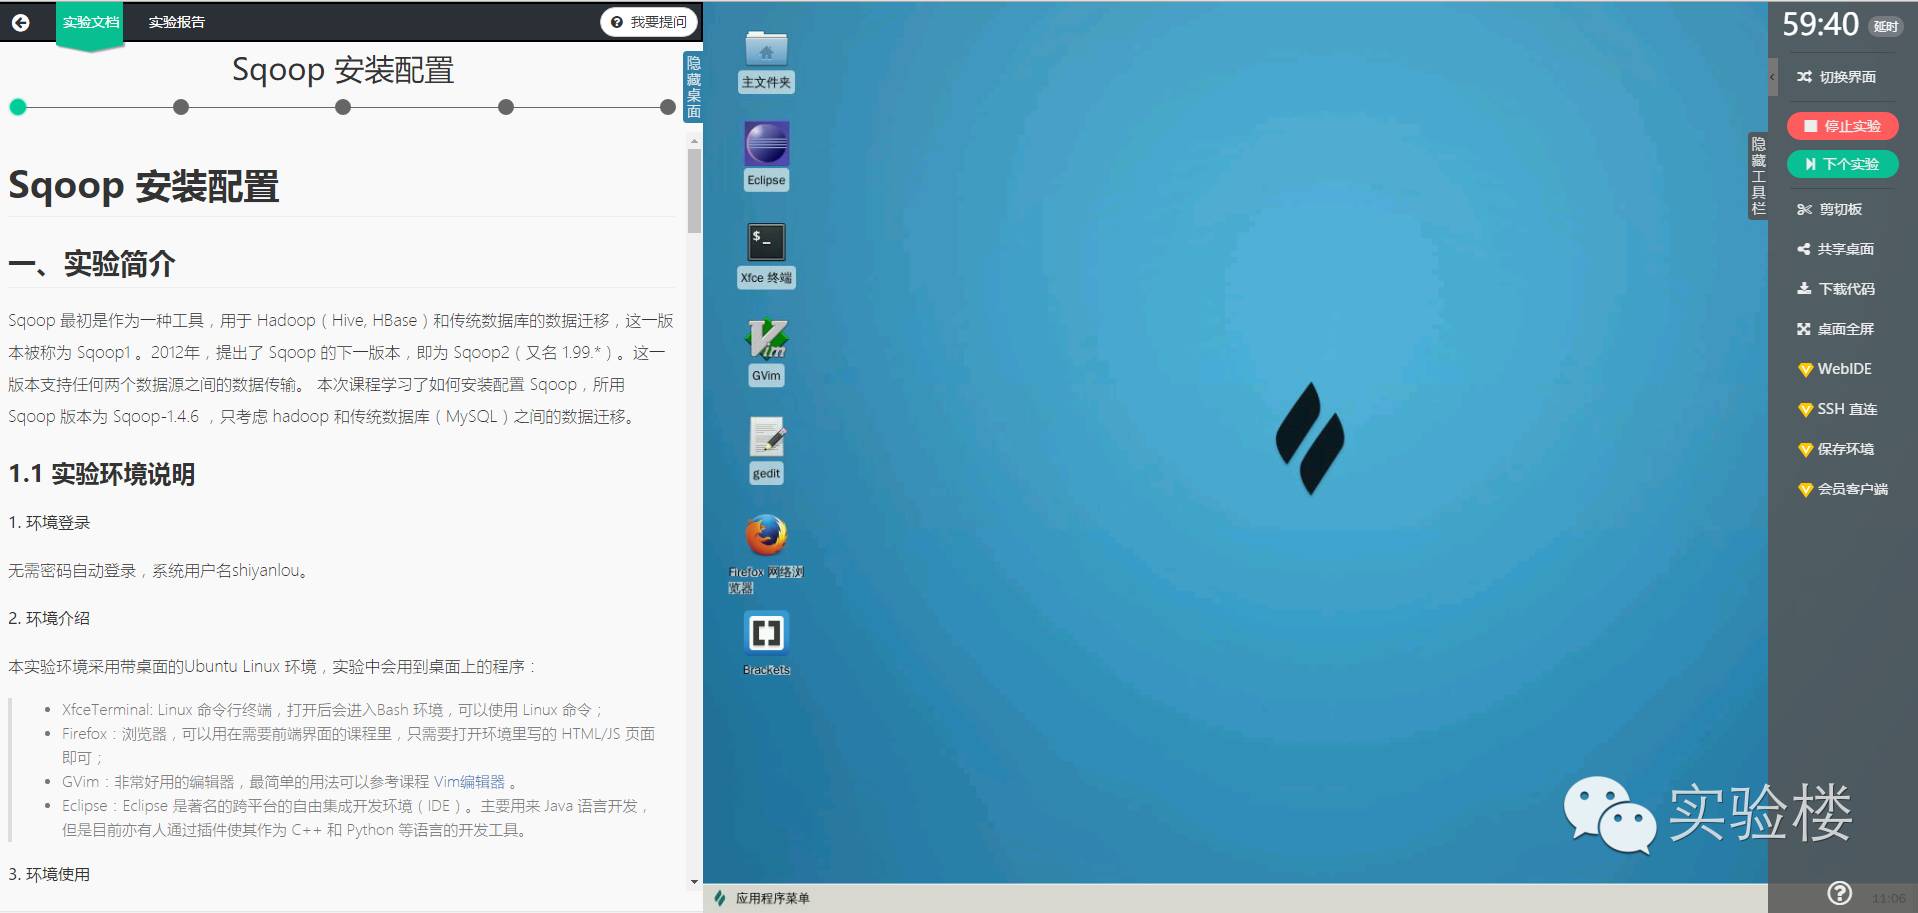 实验文档
实验报告
我要提问
Sqoop 安装配置
隐藏桌面
Sqoop 安装配置
一、实验简介
Sqoop 最初是作为一种工具，用于 Hadoop（Hive, HBase）和传统数据库的数据迁移，这一版
本被称为 Sqoop1 。2012年，提出了 Sqoop 的下一版本，即为 Sqoop2（又名 1.99.*）。这一
版本支持任何两个数据源之间的数据传输。 本次课程学习了如何安装配置 Sqoop，所用
Sqoop 版本为 Sqoop-1.4.6 ，只考虑 hadoop 和传统数据库（MySQL）之间的数据迁移。
1.1 实验环境说明
1. 环境登录
无需密码自动登录，系统用户名shiyanlou。
2. 环境介绍
本实验环境采用带桌面的Ubuntu Linux 环境，实验中会用到桌面上的程序：
XfceTerminal: Linux 命令行终端，打开后会进入Bash 环境，可以使用 Linux 命令；
Firefox：浏览器，可以用在需要前端界面的课程里，只需要打开环境里写的 HTML/JS 页面
即可；
GVim：非常好用的编辑器，最简单的用法可以参考课程 Vim编辑器 。
Eclipse：Eclipse 是著名的跨平台的自由集成开发环境（IDE）。主要用来 Java 语言开发，
但是目前亦有人通过插件使其作为 C++ 和 Python 等语言的开发工具。
3. 环境使用
主文件夹
Eclipse
$_
Xfce 终端
Vim
GVim
gedit
Firefox 网络浏
览器
Brackets
应用程序菜单
隐藏工具栏
59:40 延时
切换界面
停止实验
下个实验
剪切板
共享桌面
下载代码
桌面全屏
WebIDE
SSH 直连
保存环境
会员客户端
实验楼
11:06